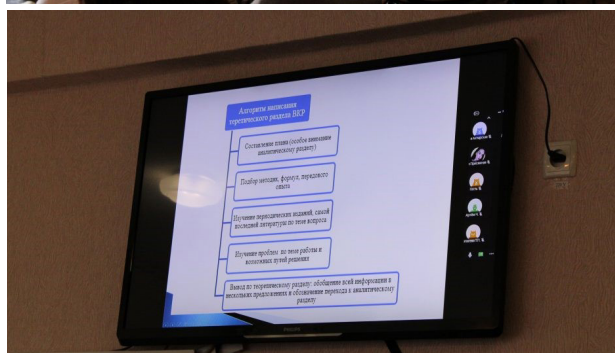 Алгоритм написания
теоретического раздела ВКР
Составление плана (особое внимание
аналитическому разделу)
Подбор методик, формул, передового
опыта
Изучение периодических изданий, самой
последней литературы по теме вопроса
Изучение проблем по теме работы и
возможных путей решения
Вывод по теоретическому разделу: обобщение всей информации в
нескольких предложениях и обозначение перехода к аналитическому
разделу
PHILIPS